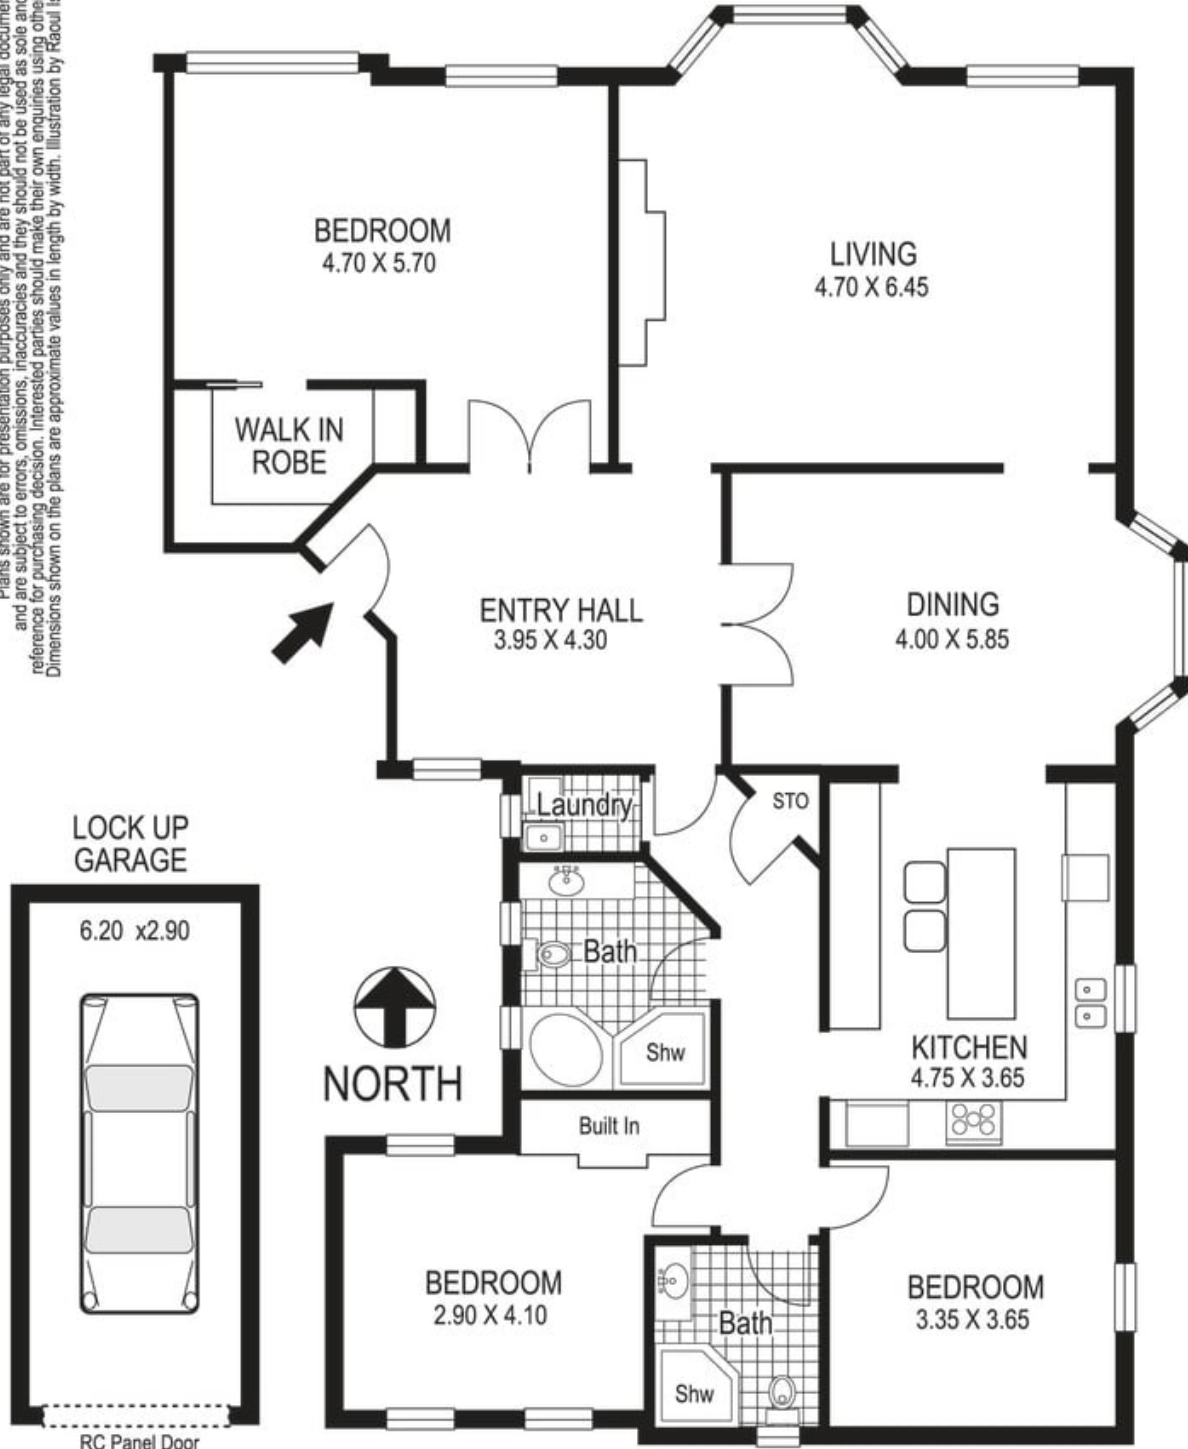 Plans shown are for presentation purposes only and are not part of any legal document
and are subject to errors, omissions, inaccuracies and they should not be used as sole and
reference for purchasing decision. Interested parties should make their own enquiries using other
Dimensions shown on the plans are approximate values in length by width. Illustration by Raoul Is
BEDROOM
4.70 X 5.70
LIVING
4.70 X 6.45
WALK IN
ROBE
ENTRY HALL
3.95 X 4.30
DINING
4.00 X 5.85
Laundry
STO
LOCK UP
GARAGE
6.20 x2.90
Bath
Shw
NORTH
KITCHEN
4.75 X 3.65
Built In
BEDROOM
2.90 X 4.10
Bath
Shw
BEDROOM
3.35 X 3.65
RC Panel Door